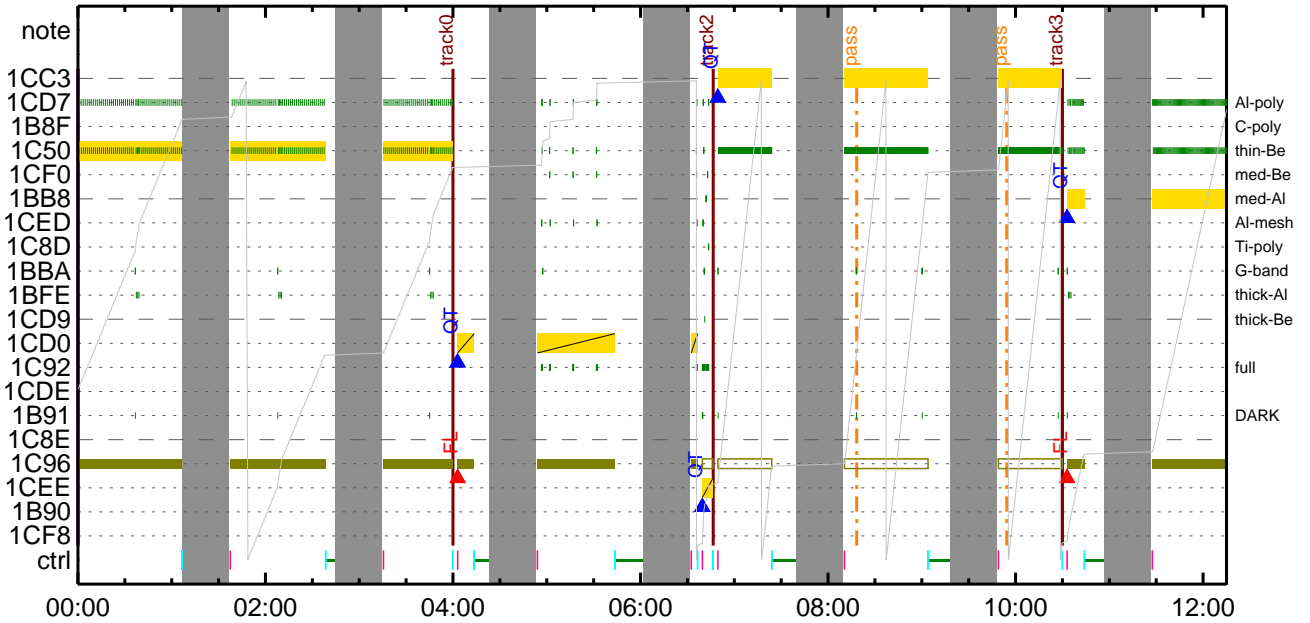 note
track0
track2
pass
pass
track3
QT
1CC3
1CD7 Al-poly
1B8F C-poly
1C50 thin-Be
1CF0 med-Be
1BB8 QT med-Al
1CED Al-mesh
1C8D Ti-poly
1BBA G-band
1BFE thick-Al
1CD9 QT thick-Be
1CD0
1C92 full
1CDE
1B91 DARK
1C8E FL FL
1C96 QT
1CEE
1B90
1CF8
ctrl
00:00 02:00 04:00 06:00 08:00 10:00 12:00